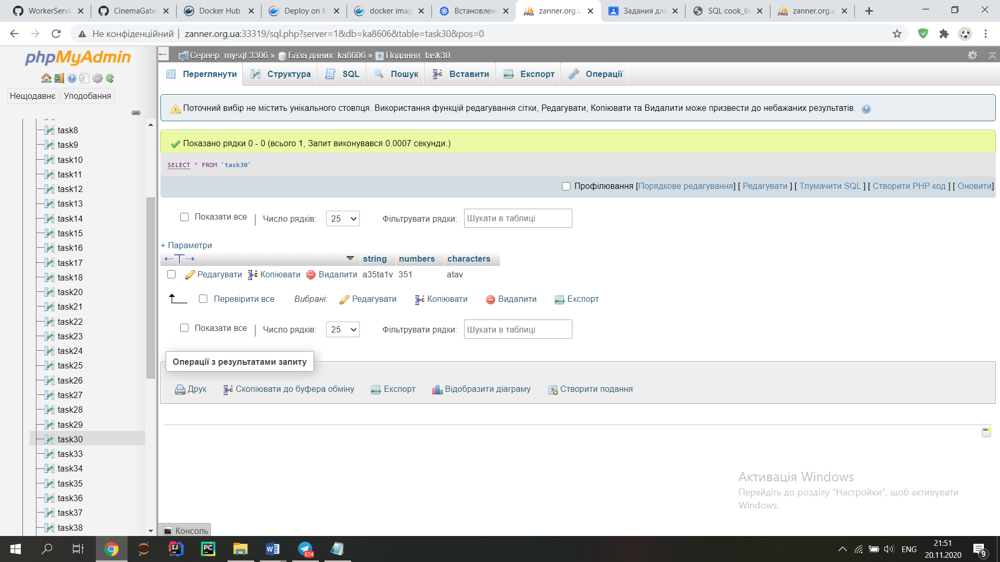 WorkerServi
CinemaGate
Docker Hub
Deploy on K
docker imag
Встановлен
zanner.org.u
Задания для
SQL cook_6
zanner.org.u
Не конфіденційний | zanner.org.ua:33319/sql.php?server=1&db=ka8606&table=task30&pos=0
phpMyAdmin
Нещодавнє
Уподобання
task8
task9
task10
task11
task12
task13
task14
task15
task16
task17
task18
task20
task21
task22
task23
task24
task25
task26
task27
task28
task29
task30
task33
task34
task35
task36
task37
task38
Сервер: mysql:3306 » База даних: ka8606 » Подання: task30
Переглянути Структура SQL Пошук Вставити Експорт Операції
Поточний вибір не містить унікального стовпця. Використання функцій редагування сітки, Редагувати, Копіювати та Видалити може призвести до небажаних результатів.
Показано рядки 0 - 0 (всього 1, Запит виконувався 0.0007 секунди.)
SELECT * FROM `task30`
Профілювання [Порядкове редагування] [ Редагувати ] [ Тлумачити SQL ] [ Створити PHP код ] [ Оновити]
Показати все | Число рядків: 25 Фільтрувати рядки: Шукати в таблиці
+ Параметри
←T→ string numbers characters
Редагувати Копіювати Видалити a35ta1v 351 atav
Перевірити все Вибрані: Редагувати Копіювати Видалити Експорт
Показати все | Число рядків: 25 Фільтрувати рядки: Шукати в таблиці
Операції з результатами запиту
Друк Скопіювати до буфера обміну Експорт Відобразити діаграму Створити подання
Активація Windows
Перейдіть до розділу "Настройки", щоб активувати
Windows.
Консоль
874
ENG
21:51
20.11.2020
9